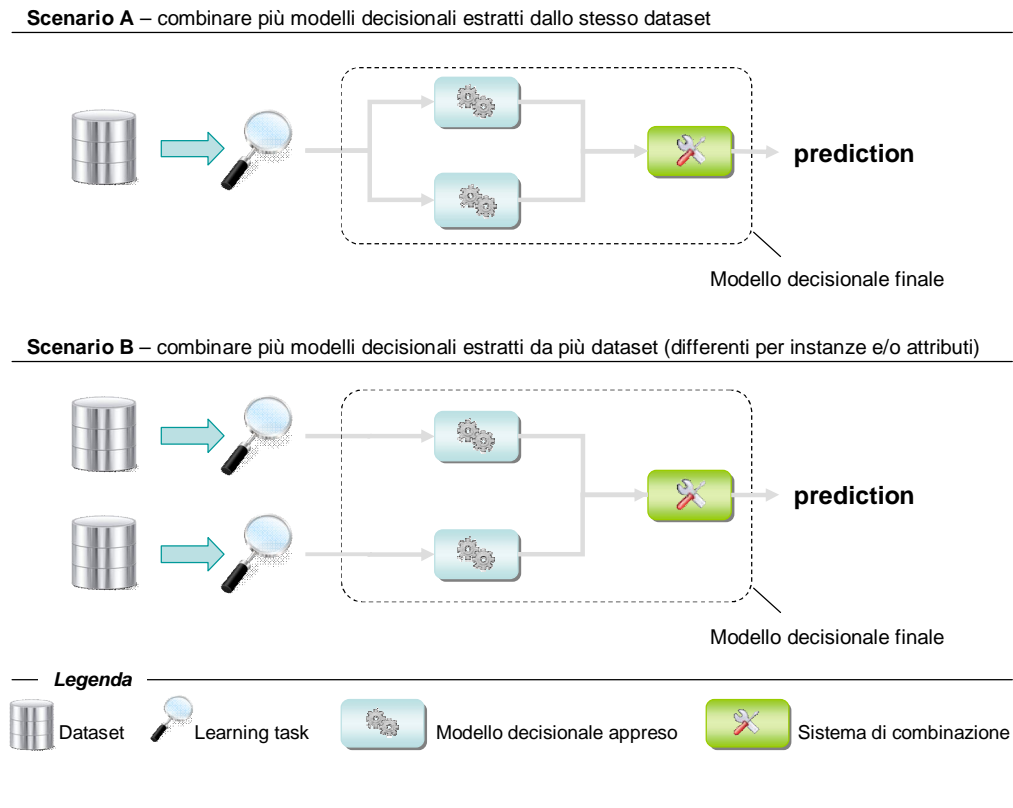 Scenario A – combinare più modelli decisionali estratti dallo stesso dataset
prediction
Modello decisionale finale
Scenario B – combinare più modelli decisionali estratti da più dataset (differenti per instanze e/o attributi)
prediction
Modello decisionale finale
Legenda
Dataset
Learning task
Modello decisionale appreso
Sistema di combinazione